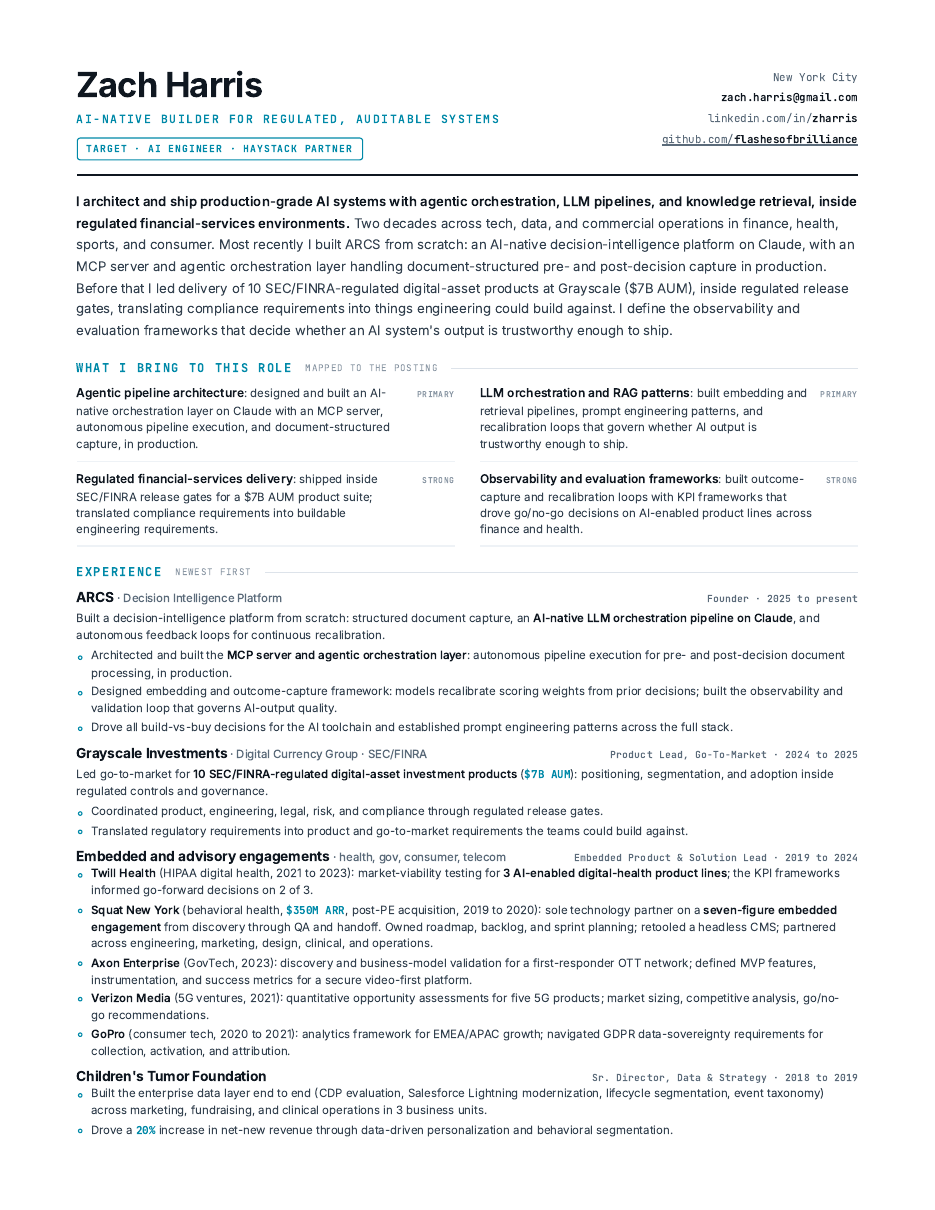 Zach Harris
New York City
AI-NATIVE BUILDER FOR REGULATED, AUDITABLE SYSTEMS
zach.harris@gmail.com
linkedin.com/in/zharris
TARGET · AI ENGINEER · HAYSTACK PARTNER
github.com/flashesofbrilliance
I architect and ship production-grade AI systems with agentic orchestration, LLM pipelines, and knowledge retrieval, inside
regulated financial-services environments. Two decades across tech, data, and commercial operations in finance, health,
sports, and consumer. Most recently I built ARCS from scratch: an AI-native decision-intelligence platform on Claude, with an
MCP server and agentic orchestration layer handling document-structured pre- and post-decision capture in production.
Before that I led delivery of 10 SEC/FINRA-regulated digital-asset products at Grayscale ($7B AUM), inside regulated release
gates, translating compliance requirements into things engineering could build against. I define the observability and
evaluation frameworks that decide whether an AI system's output is trustworthy enough to ship.
WHAT I BRING TO THIS ROLE MAPPED TO THE POSTING
Agentic pipeline architecture: designed and built an AI- PRIMARY
native orchestration layer on Claude with an MCP server,
autonomous pipeline execution, and document-structured
capture, in production.
LLM orchestration and RAG patterns: built embedding and PRIMARY
retrieval pipelines, prompt engineering patterns, and
recalibration loops that govern whether AI output is
trustworthy enough to ship.
Regulated financial-services delivery: shipped inside STRONG
SEC/FINRA release gates for a $7B AUM product suite;
translated compliance requirements into buildable
engineering requirements.
Observability and evaluation frameworks: built outcome- STRONG
capture and recalibration loops with KPI frameworks that
drove go/no-go decisions on AI-enabled product lines across
finance and health.
EXPERIENCE NEWEST FIRST
ARCS · Decision Intelligence Platform Founder · 2025 to present
Built a decision-intelligence platform from scratch: structured document capture, an AI-native LLM orchestration pipeline on Claude, and
autonomous feedback loops for continuous recalibration.
Architected and built the MCP server and agentic orchestration layer: autonomous pipeline execution for pre- and post-decision document
processing, in production.
Designed embedding and outcome-capture framework: models recalibrate scoring weights from prior decisions; built the observability and
validation loop that governs AI-output quality.
Drove all build-vs-buy decisions for the AI toolchain and established prompt engineering patterns across the full stack.
Grayscale Investments · Digital Currency Group · SEC/FINRA Product Lead, Go-To-Market · 2024 to 2025
Led go-to-market for 10 SEC/FINRA-regulated digital-asset investment products ($7B AUM): positioning, segmentation, and adoption inside
regulated controls and governance.
Coordinated product, engineering, legal, risk, and compliance through regulated release gates.
Translated regulatory requirements into product and go-to-market requirements the teams could build against.
Embedded and advisory engagements · health, gov, consumer, telecom Embedded Product & Solution Lead · 2019 to 2024
Twill Health (HIPAA digital health, 2021 to 2023): market-viability testing for 3 AI-enabled digital-health product lines; the KPI frameworks
informed go-forward decisions on 2 of 3.
Squat New York (behavioral health, $350M ARR, post-PE acquisition, 2019 to 2020): sole technology partner on a seven-figure embedded
engagement from discovery through QA and handoff. Owned roadmap, backlog, and sprint planning; retooled a headless CMS; partnered
across engineering, marketing, design, clinical, and operations.
Axon Enterprise (GovTech, 2023): discovery and business-model validation for a first-responder OTT network; defined MVP features,
instrumentation, and success metrics for a secure video-first platform.
Verizon Media (5G ventures, 2021): quantitative opportunity assessments for five 5G products; market sizing, competitive analysis, go/no-
go recommendations.
GoPro (consumer tech, 2020 to 2021): analytics framework for EMEA/APAC growth; navigated GDPR data-sovereignty requirements for
collection, activation, and attribution.
Children's Tumor Foundation Sr. Director, Data & Strategy · 2018 to 2019
Built the enterprise data layer end to end (CDP evaluation, Salesforce Lightning modernization, lifecycle segmentation, event taxonomy)
across marketing, fundraising, and clinical operations in 3 business units.
Drove a 20% increase in net-new revenue through data-driven personalization and behavioral segmentation.